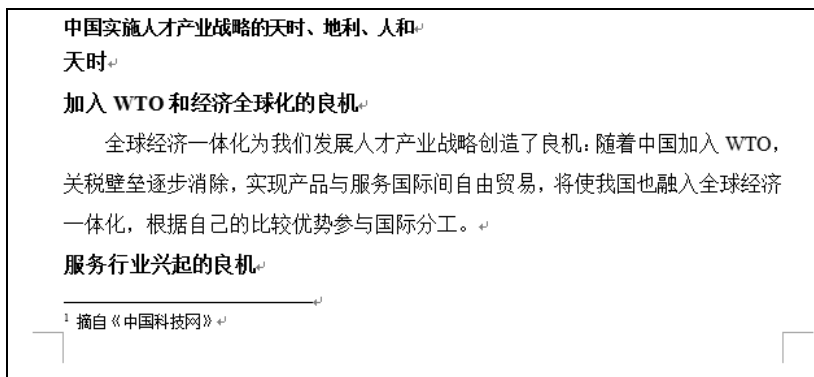 中国实施人才产业战略的天时、地利、人和
天时
加入 WTO 和经济全球化的良机
全球经济一体化为我们发展人才产业战略创造了良机：随着中国加入 WTO，
关税壁垒逐步消除，实现产品与服务国际间自由贸易，将使我国也融入全球经济
一体化，根据自己的比较优势参与国际分工。
服务行业兴起的良机
1 摘自《中国科技网》